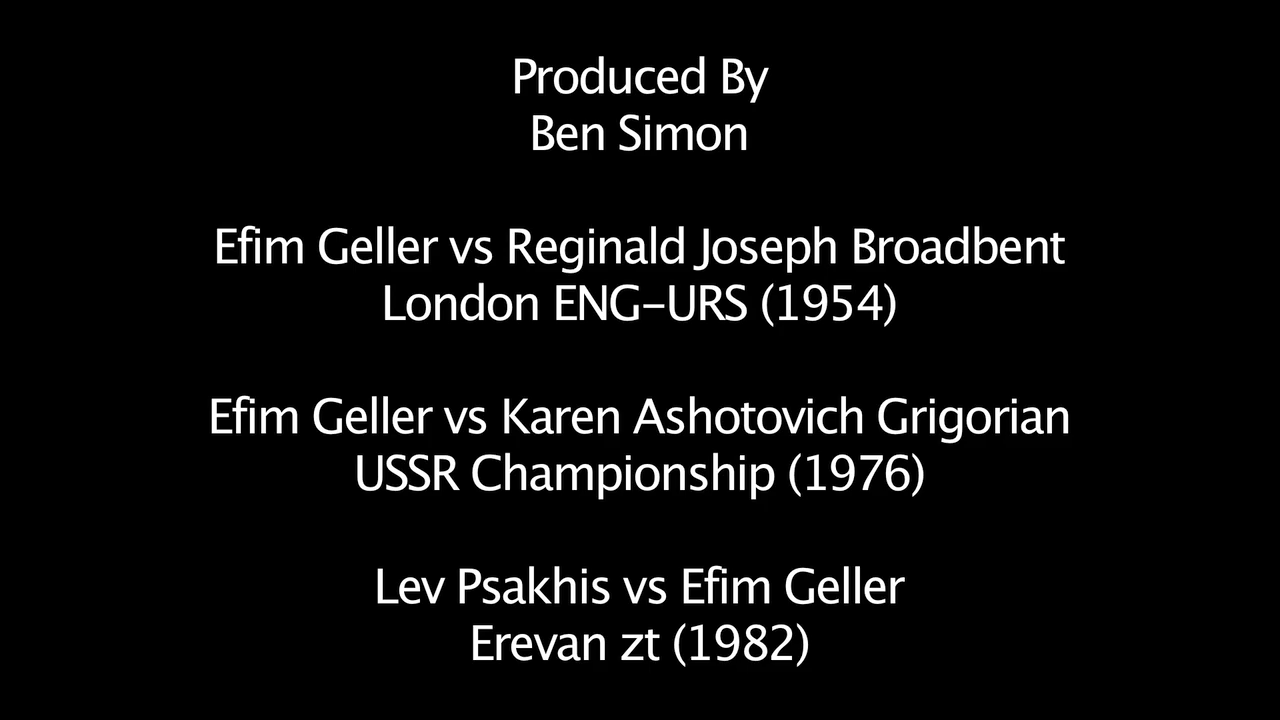 Produced By
Ben Simon
Efim Geller vs Reginald Joseph Broadbent
London ENG-URS (1954)
Efim Geller vs Karen Ashotovich Grigorian
USSR Championship (1976)
Lev Psakhis vs Efim Geller
Erevan zt (1982)